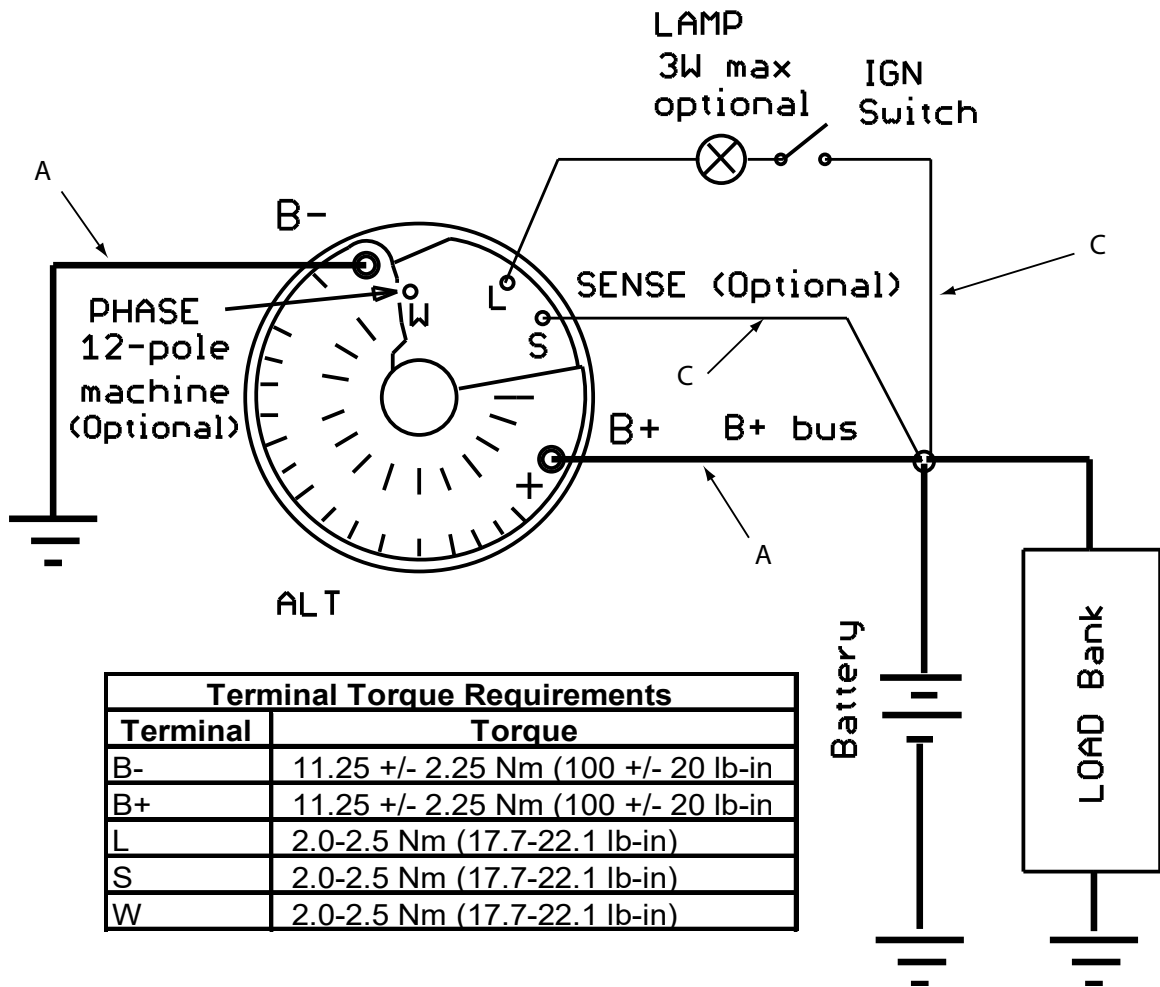 LAMP
3W max
optional
IGN
Switch
A
B-
C
PHASE
12-pole
machine
(Optional)
W
L
SENSE (Optional)
S
C
B+
B+ bus
+
A
ALT
Battery
LOAD Bank
Terminal Torque Requirements
Terminal Torque
B- 11.25 +/- 2.25 Nm (100 +/- 20 lb-in
B+ 11.25 +/- 2.25 Nm (100 +/- 20 lb-in
L 2.0-2.5 Nm (17.7-22.1 lb-in)
S 2.0-2.5 Nm (17.7-22.1 lb-in)
W 2.0-2.5 Nm (17.7-22.1 lb-in)